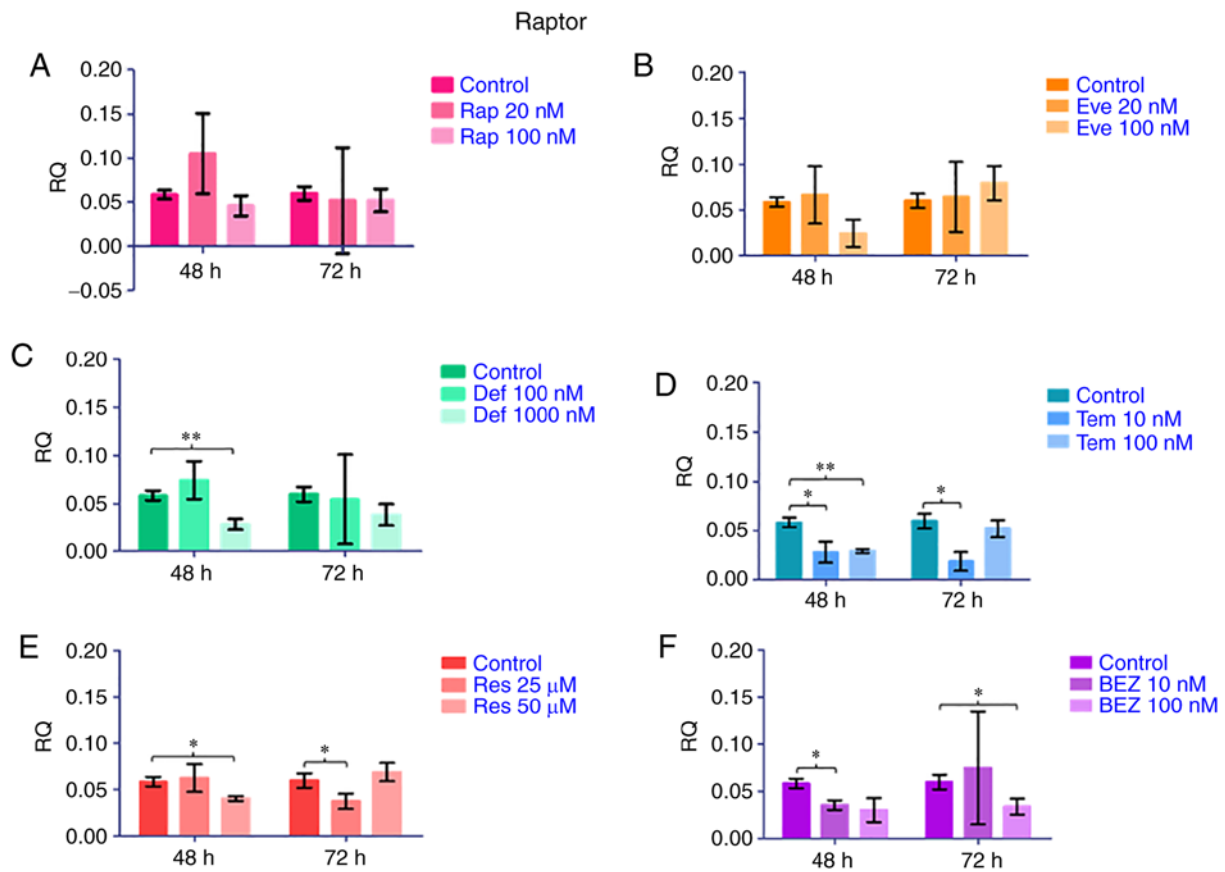 Raptor
A
RQ
0.20
0.15
0.10
0.05
0.00
−0.05
48 h
72 h
Control
Rap 20 nM
Rap 100 nM
B
RQ
0.20
0.15
0.10
0.05
0.00
48 h
72 h
Control
Eve 20 nM
Eve 100 nM
C
RQ
0.20
0.15
0.10
0.05
0.00
**
48 h
72 h
Control
Def 100 nM
Def 1000 nM
D
RQ
0.20
0.15
0.10
0.05
0.00
**
*
*
48 h
72 h
Control
Tem 10 nM
Tem 100 nM
E
RQ
0.20
0.15
0.10
0.05
0.00
*
*
48 h
72 h
Control
Res 25 µM
Res 50 µM
F
RQ
0.20
0.15
0.10
0.05
0.00
*
*
48 h
72 h
Control
BEZ 10 nM
BEZ 100 nM